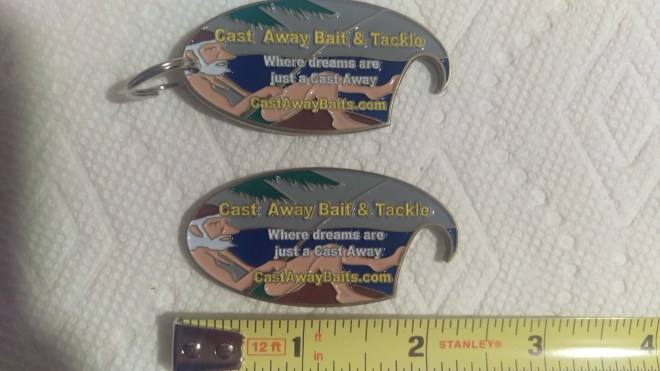 Cast Away Bait & Tackle
Where dreams are
just a Cast Away
CastAwayBaits.com
Cast Away Bait & Tackle
Where dreams are
just a Cast Away
CastAwayBaits.com
12 ft 1 ft in 2 STANLEY® 3 4